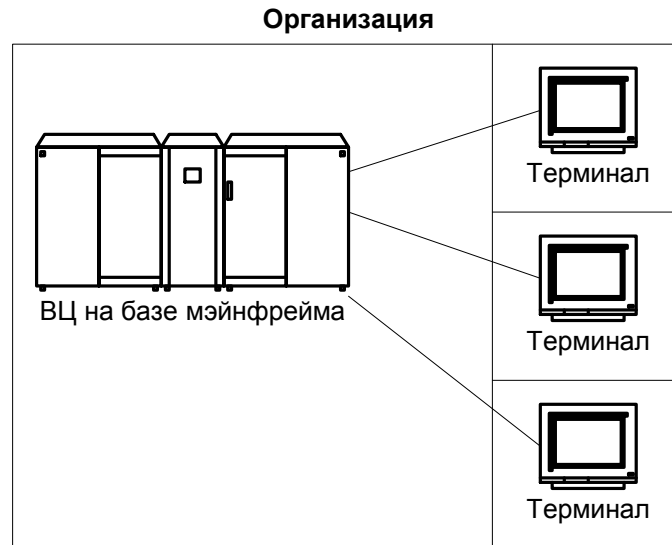 Организация
Терминал
ВЦ на базе мэйнфрейма
Терминал
Терминал